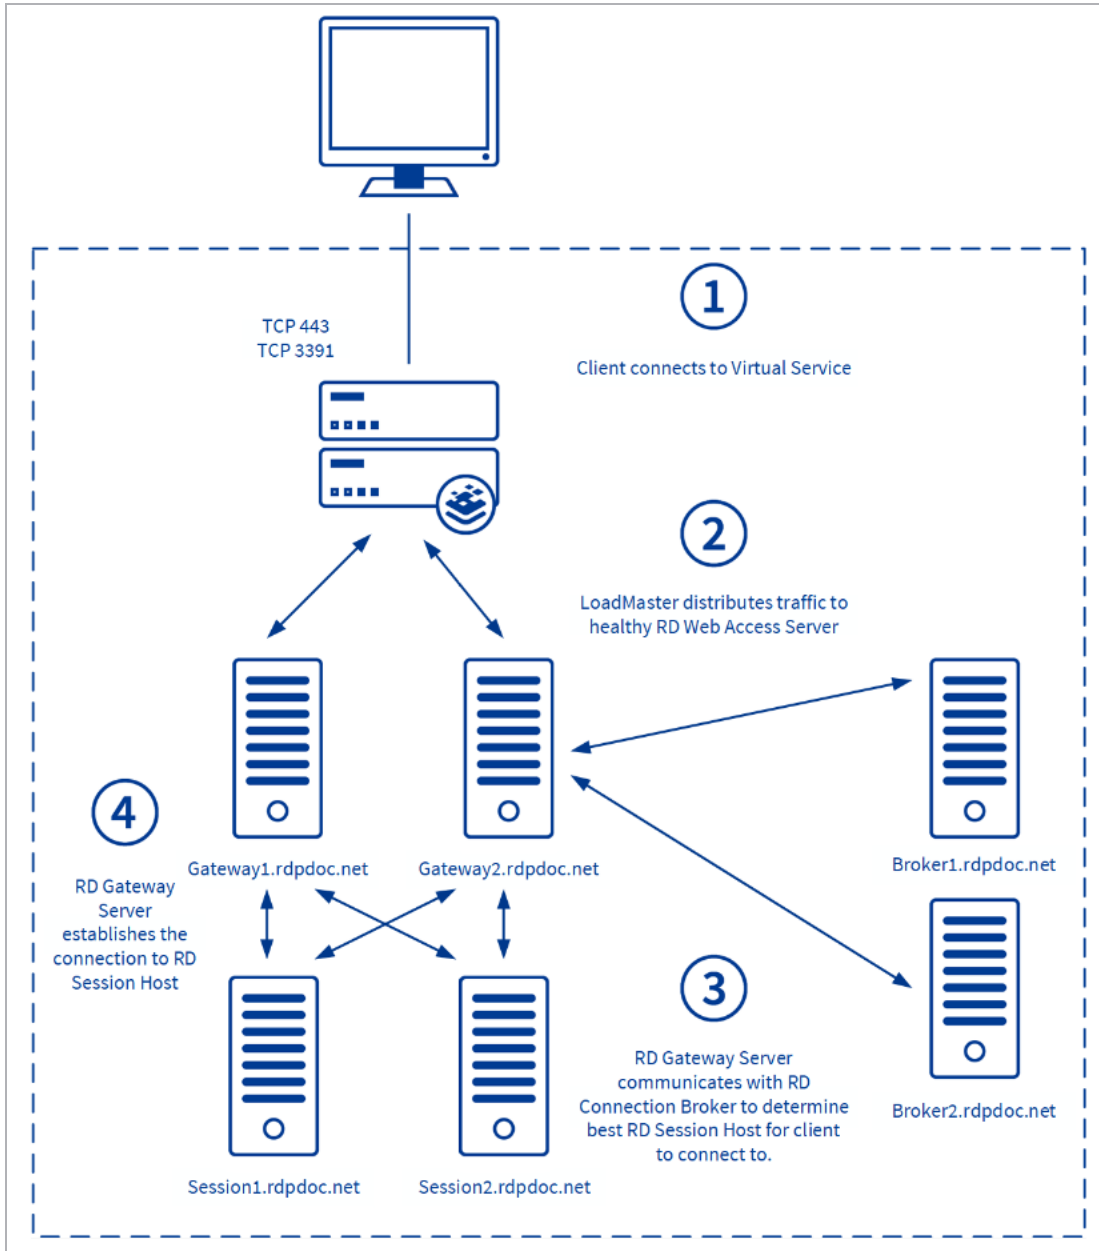 TCP 443
TCP 3391
1
Client connects to Virtual Service
2
LoadMaster distributes traffic to
healthy RD Web Access Server
4
RD Gateway
Server
establishes the
connection to RD
Session Host
Gateway1.rdpdoc.net
Gateway2.rdpdoc.net
Broker1.rdpdoc.net
3
RD Gateway Server
communicates with RD
Connection Broker to determine
best RD Session Host for client
to connect to.
Broker2.rdpdoc.net
Session1.rdpdoc.net
Session2.rdpdoc.net